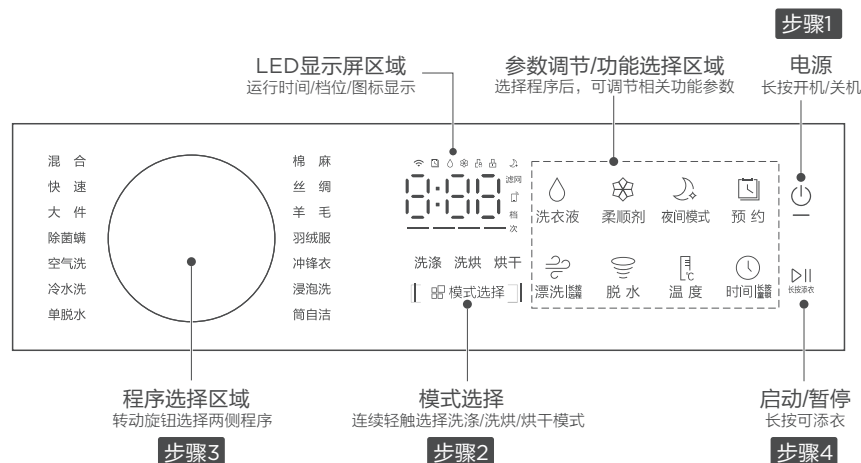 步骤1
LED显示屏区域
运行时间/档位/图标显示
参数调节/功能选择区域
选择程序后，可调节相关功能参数
电源
长按开机/关机
混合
快速
大件
除菌螨
空气洗
冷水洗
单脱水
棉麻
丝绸
羊毛
羽绒服
冲锋衣
浸泡洗
筒自洁
8:88
滤网
档
次
洗涤 洗烘 烘干
模式选择
洗衣液 柔顺剂 夜间模式 预约
漂洗 脱水 温度 时间
℃
长按添衣
程序选择区域
转动旋钮选择两侧程序
步骤3
模式选择
连续轻触选择洗涤/洗烘/烘干模式
步骤2
启动/暂停
长按可添衣
步骤4